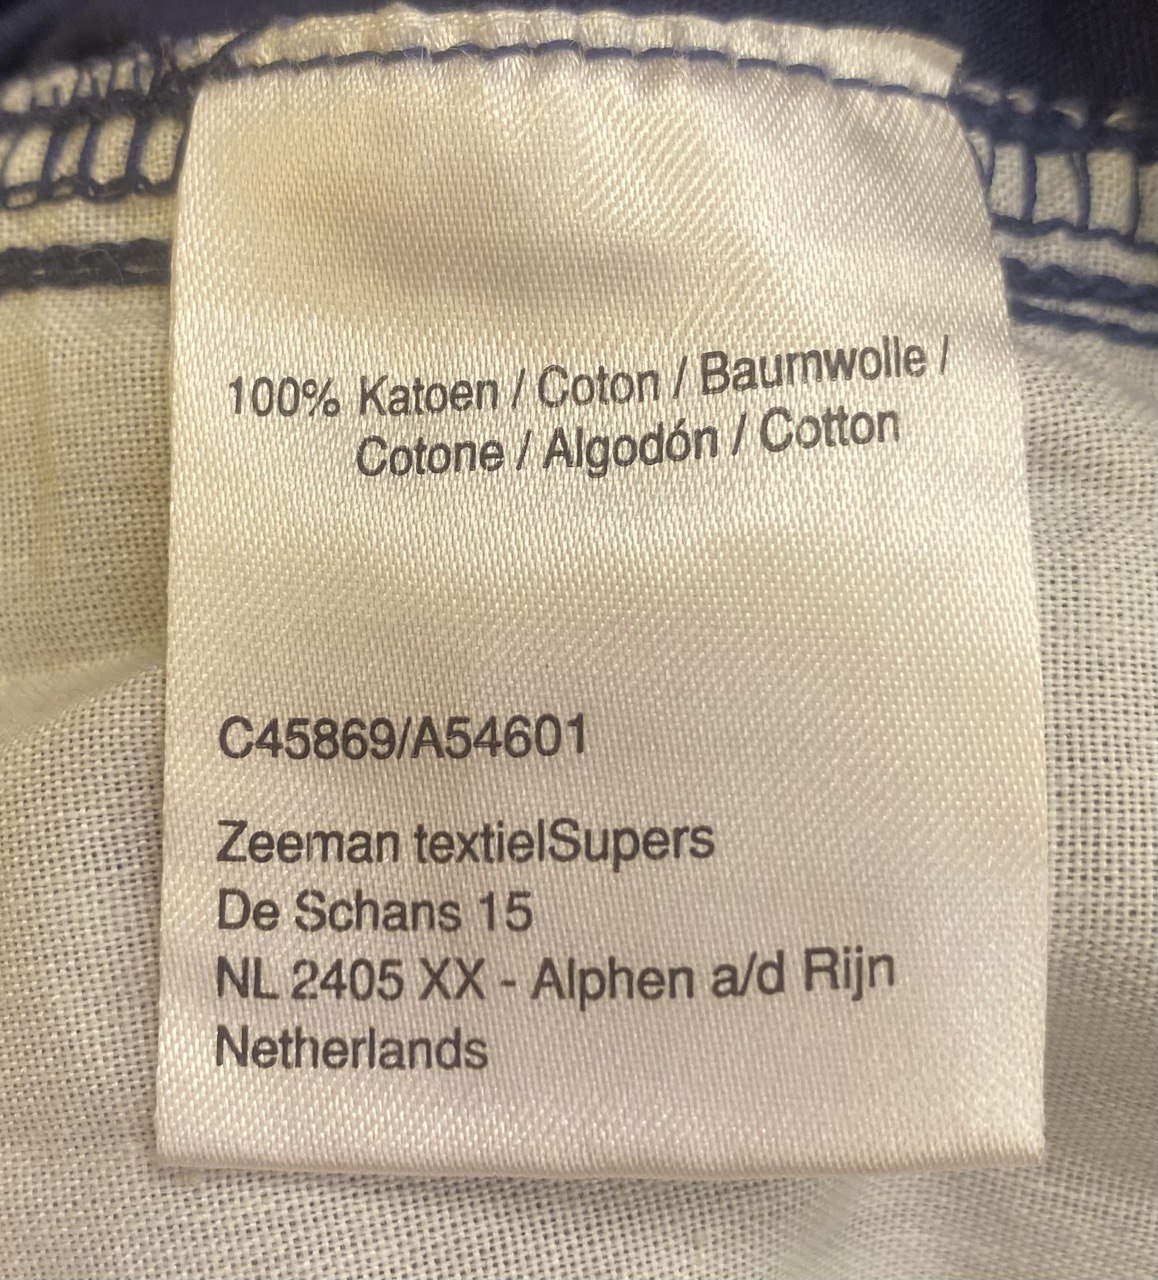 100% Katoen / Coton / Baumwolle /
Cotone / Algodón / Cotton
C45869/A54601
Zeeman textielSupers
De Schans 15
NL 2405 XX - Alphen a/d Rijn
Netherlands